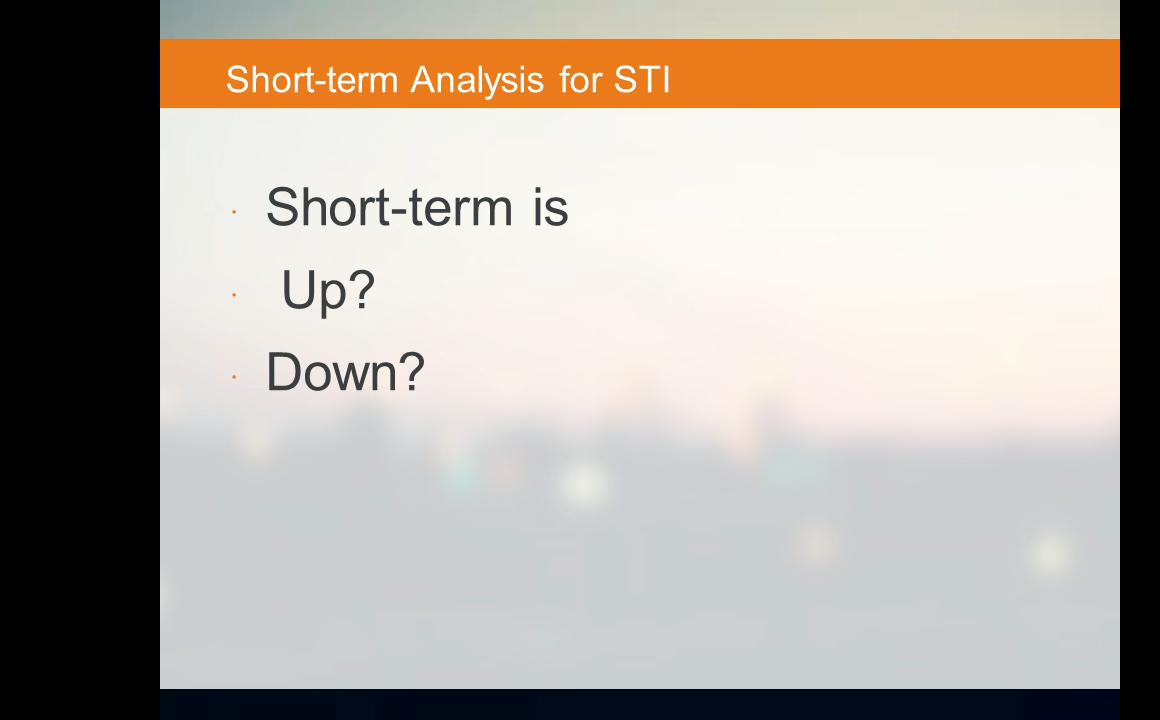 Short-term Analysis for STI
· Short-term is
· Up?
· Down?